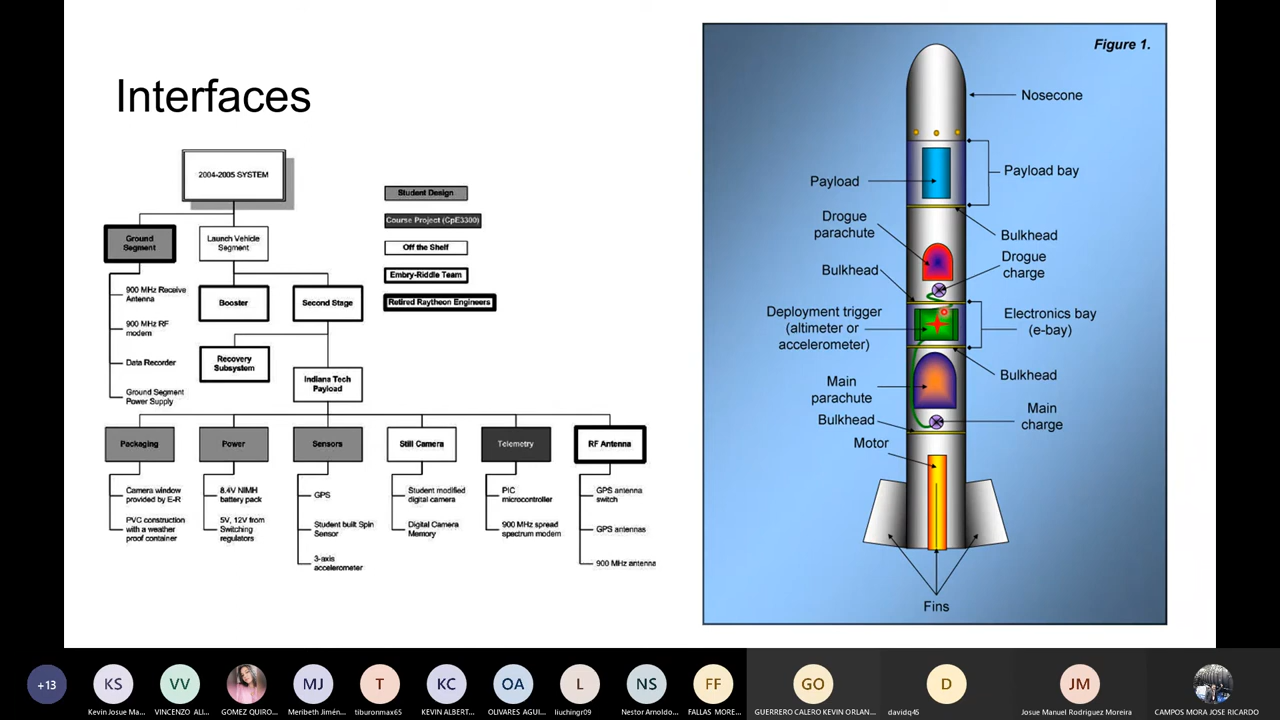 Interfaces
2004-2005 SYSTEM
Ground
Segment
Launch Vehicle
Segment
900 MHz Receive
Antenna
900 MHz RF
modem
Data Recorder
Ground Segment
Power Supply
Booster
Second Stage
Recovery
Subsystem
Indiana Tech
Payload
Student Design
Course Project (CpE3300)
Off the Shelf
Embry-Riddle Team
Retired Raytheon Engineers
Packaging
Power
Sensors
Still Camera
Telemetry
RF Antenna
Camera window
provided by E-R
PVC construction
with a weather
proof container
8.4V NIMH
battery pack
5V, 12V from
Switching
regulators
GPS
Student built Spin
Sensor
3-axis
accelerometer
Student modified
digital camera
Digital Camera
Memory
PIC
microcontroller
900 MHz spread
spectrum modem
GPS antenna
switch
GPS antennas
900 MHz antenna
Figure 1.
Nosecone
Payload
Payload bay
Drogue
parachute
Bulkhead
Bulkhead
Drogue
charge
Deployment trigger
(altimeter or
accelerometer)
Electronics bay
(e-bay)
Bulkhead
Main
parachute
Bulkhead
Main
charge
Motor
Fins
+13
KS
VV
MJ
T
KC
OA
L
NS
FF
GO
D
JM
Kevin Josue Ma...
VINCENZO ALI...
GOMEZ QUIRO...
Meribeth Jimén...
tiburonmax65
KEVIN ALBERT...
OLIVARES AGUI...
liuchingr09
Nestor Arnoldo...
FALLAS MORE...
GUERRERO CALERO KEVIN ORLAN...
davidq45
Josue Manuel Rodriguez Moreira
CAMPOS MORA JOSE RICARDO